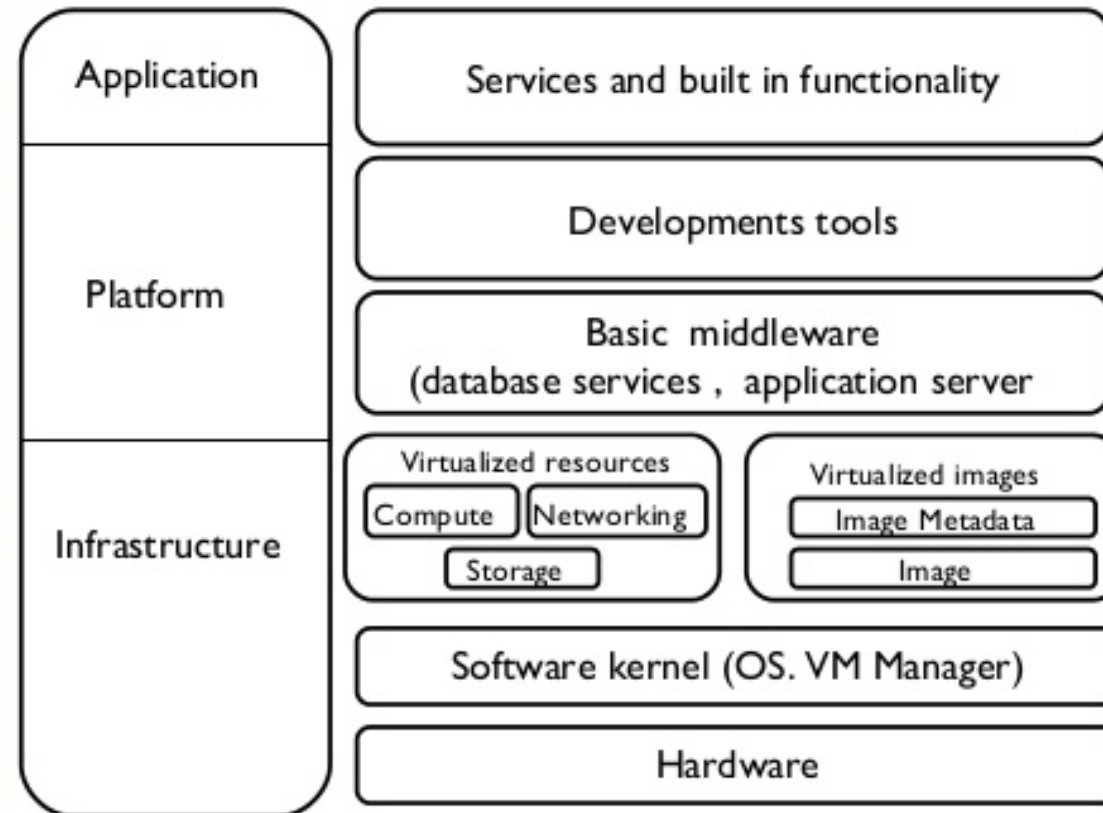 Application
Services and built in functionality
Platform
Developments tools
Basic middleware
(database services , application server
Infrastructure
Virtualized resources
Compute
Networking
Storage
Virtualized images
Image Metadata
Image
Software kernel (OS. VM Manager)
Hardware